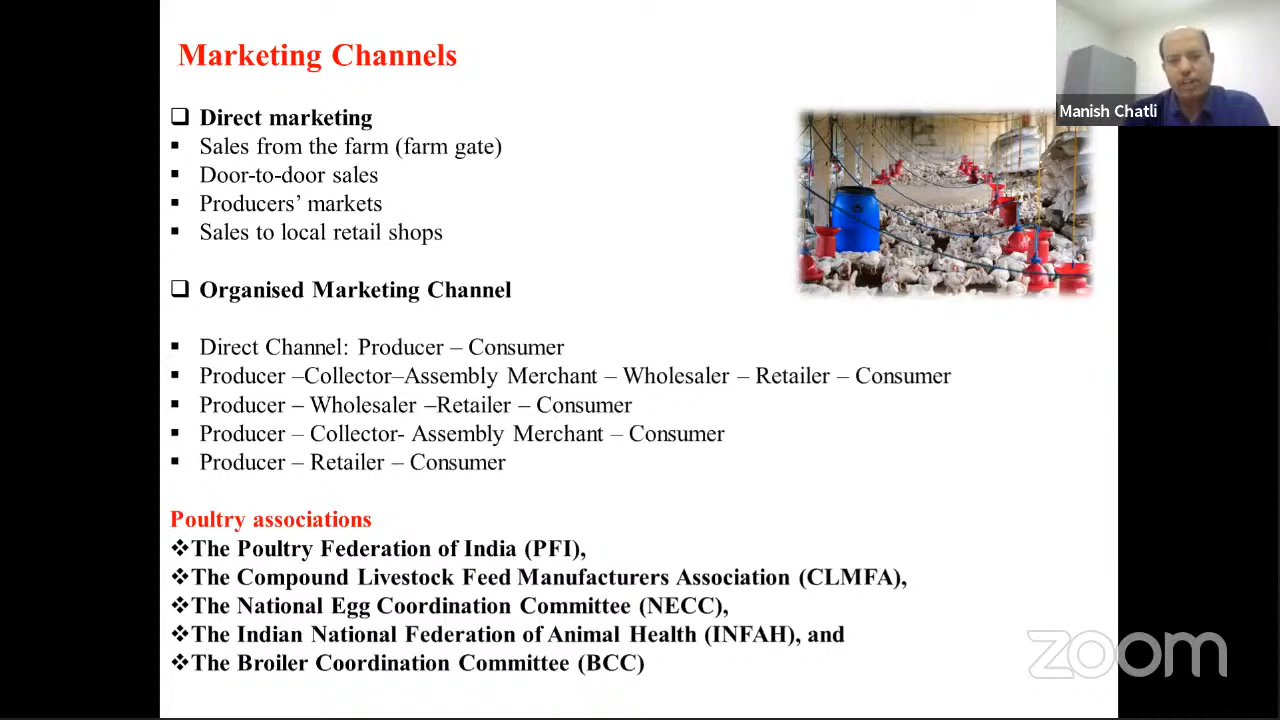 Marketing Channels
Manish Chatli
❑ Direct marketing
▪ Sales from the farm (farm gate)
▪ Door-to-door sales
▪ Producers’ markets
▪ Sales to local retail shops
❑ Organised Marketing Channel
▪ Direct Channel: Producer – Consumer
▪ Producer –Collector–Assembly Merchant – Wholesaler – Retailer – Consumer
▪ Producer – Wholesaler –Retailer – Consumer
▪ Producer – Collector- Assembly Merchant – Consumer
▪ Producer – Retailer – Consumer
Poultry associations
❖The Poultry Federation of India (PFI),
❖The Compound Livestock Feed Manufacturers Association (CLMFA),
❖The National Egg Coordination Committee (NECC),
❖The Indian National Federation of Animal Health (INFAH), and
❖The Broiler Coordination Committee (BCC)
zoom